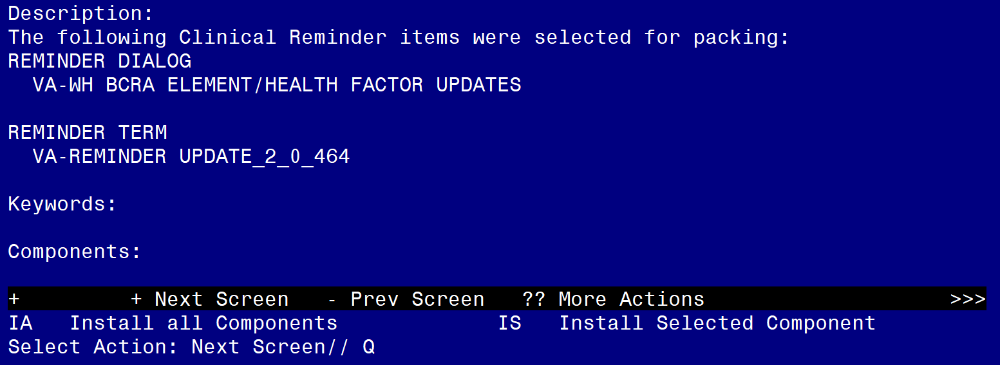 Description:
The following Clinical Reminder items were selected for packing:
REMINDER DIALOG
VA-WH BCRA ELEMENT/HEALTH FACTOR UPDATES
REMINDER TERM
VA-REMINDER UPDATE_2_0_464
Keywords:
Components:
+ + Next Screen - Prev Screen ?? More Actions >>>
IA Install all Components IS Install Selected Component
Select Action: Next Screen// Q